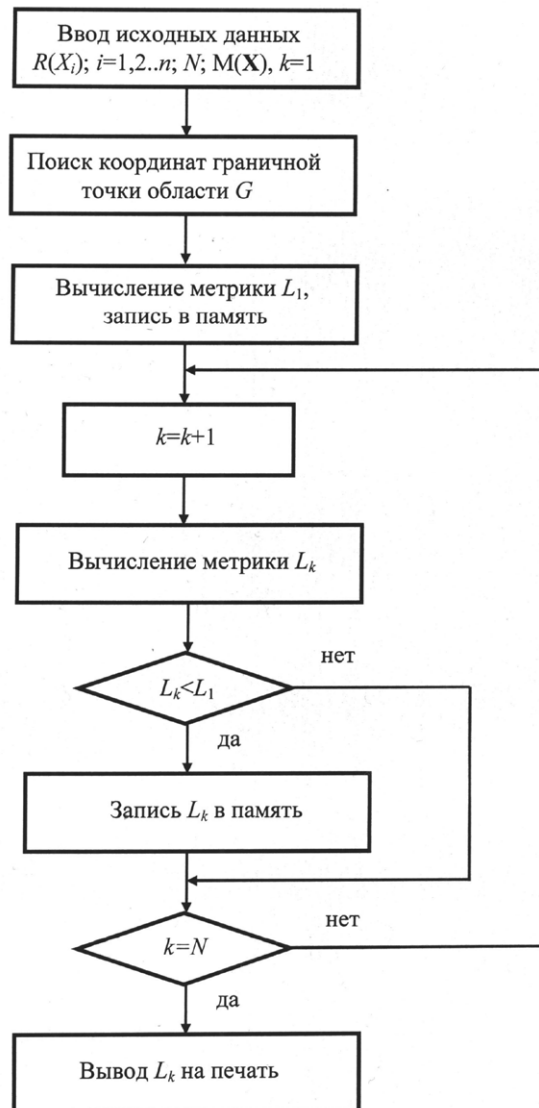 Ввод исходных данных
R(Xᵢ); i=1,2..n; N; M(X), k=1
Поиск координат граничной
точки области G
Вычисление метрики L₁,
запись в память
k=k+1
Вычисление метрики Lₖ
нет
Lₖ<L₁
да
Запись Lₖ в память
нет
k=N
да
Вывод Lₖ на печать